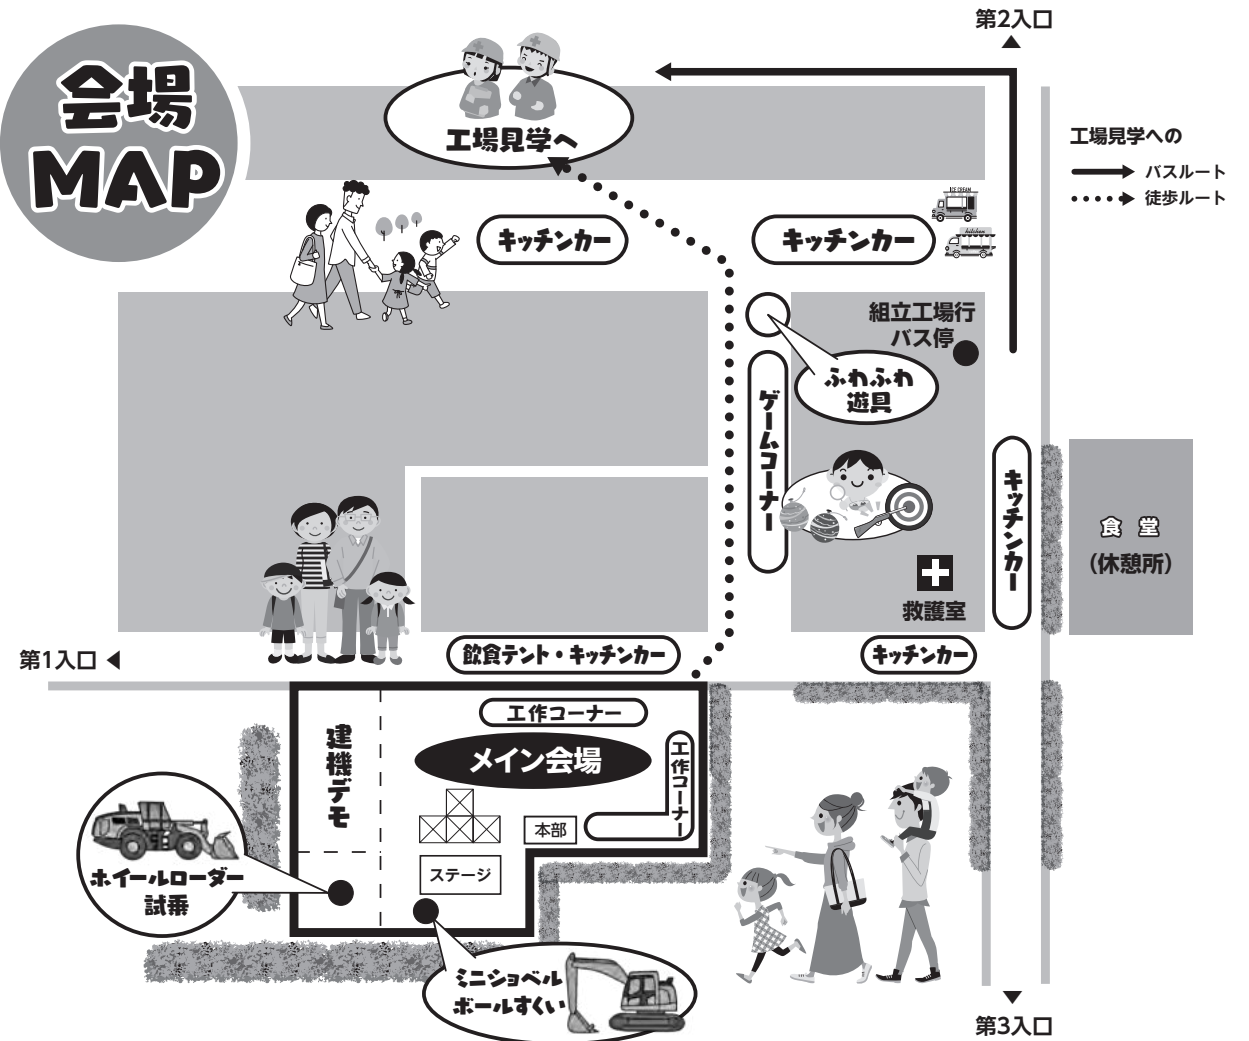 会場
MAP
第2入口
工場見学へ
工場見学への
バスルート
徒歩ルート
キッチンカー
キッチンカー
ICE CREAM
kitchen
組立工場行
バス停
ふわふわ
遊具
ゲームコーナー
キッチンカー
食堂
（休憩所）
救護室
第1入口
飲食テント・キッチンカー
キッチンカー
工作コーナー
建機デモ
メイン会場
工作コーナー
本部
ステージ
ホイールローダー
試乗
ミニショベル
ボールすくい
第3入口